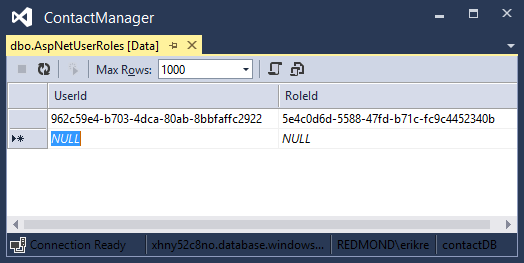 ContactManager
dbo.AspNetUserRoles [Data]
Max Rows: 1000
UserId RoleId
962c59e4-b703-4dca-80ab-8bbfaffc2922 5e4c0d6d-5588-47fd-b71c-fc9c4452340b
NULL NULL
Connection Ready xhny52c8no.database.windows... REDMOND\erikre contactDB